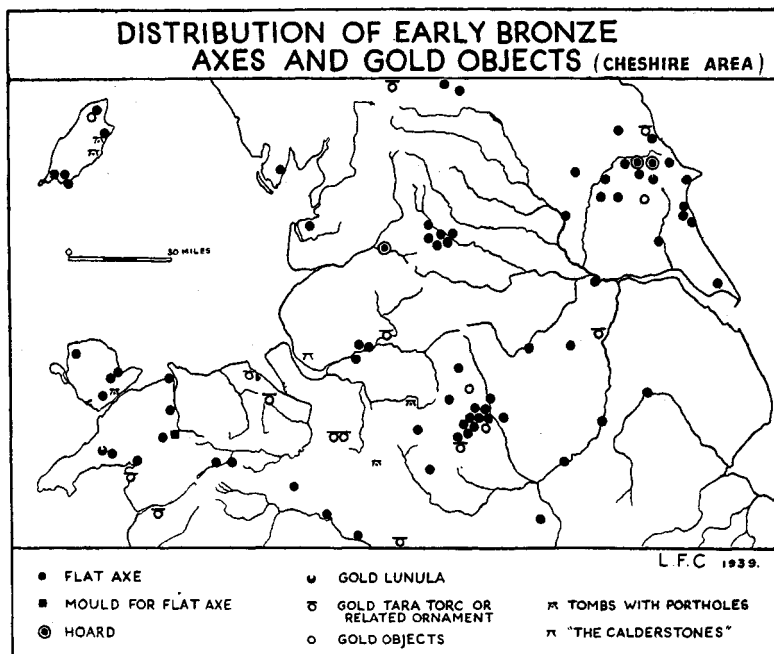 DISTRIBUTION OF EARLY BRONZE
AXES AND GOLD OBJECTS (CHESHIRE AREA)
0 30 MILES
L.F.C 1939.
FLAT AXE
MOULD FOR FLAT AXE
HOARD
GOLD LUNULA
GOLD TARA TORC OR
RELATED ORNAMENT
GOLD OBJECTS
TOMBS WITH PORTHOLES
"THE CALDERSTONES"